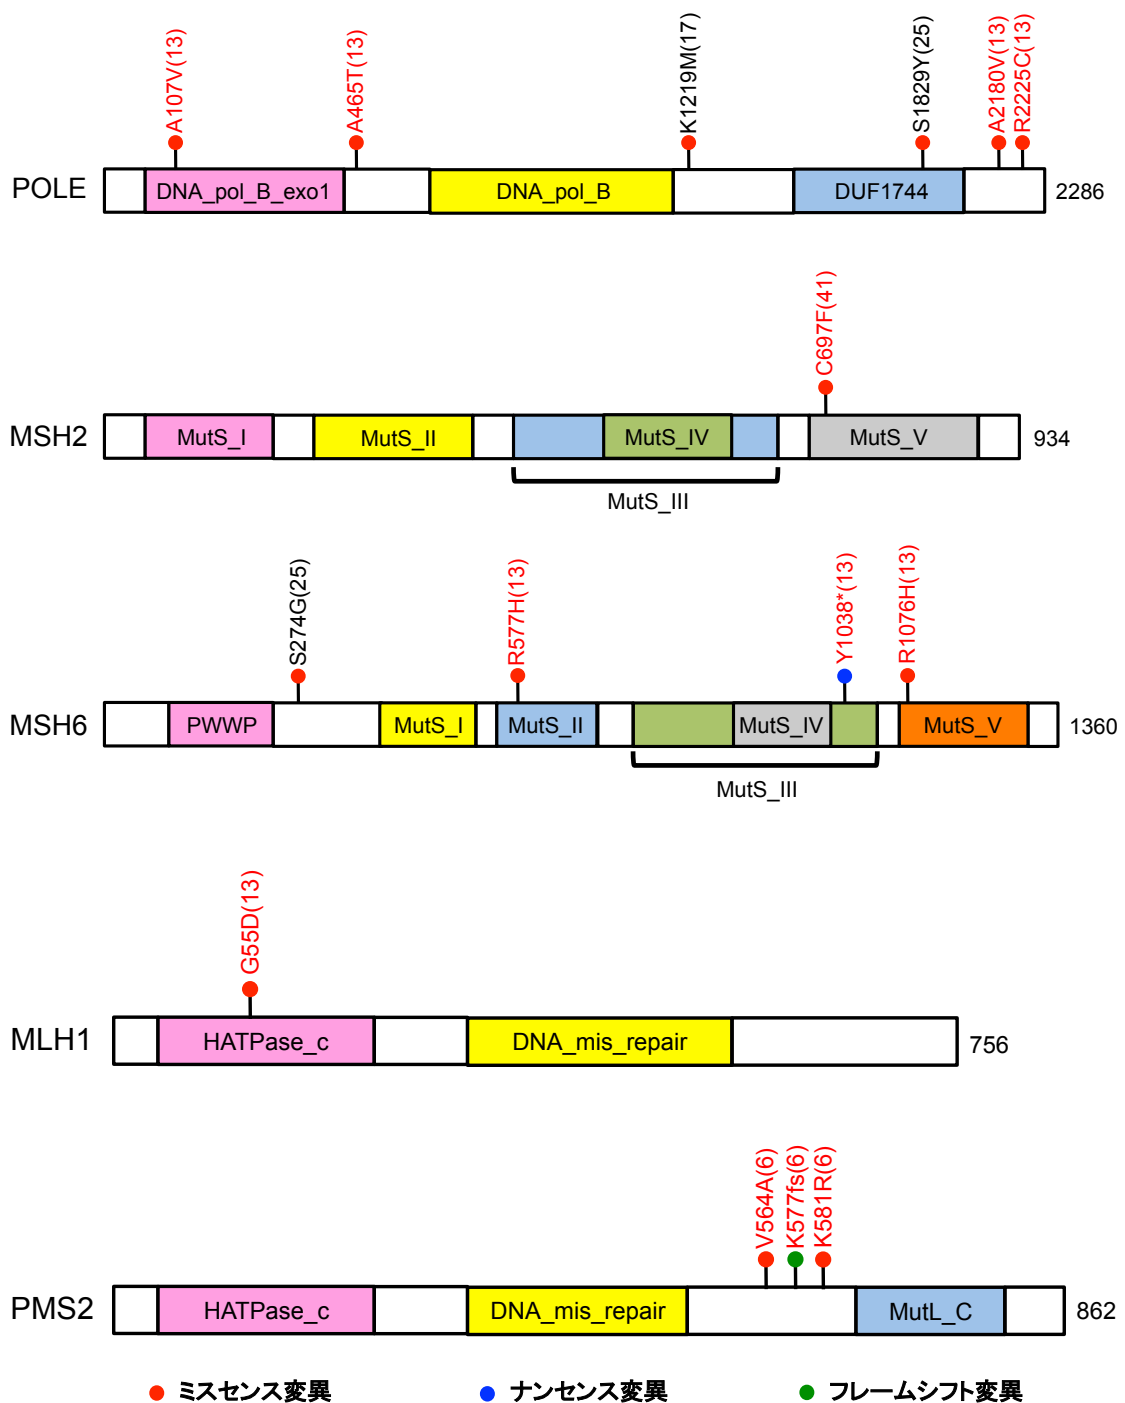 A107V(13)
A465T(13)
K1219M(17)
S1829Y(25)
A2180V(13)
R2225C(13)
POLE
DNA_pol_B_exo1
DNA_pol_B
DUF1744
2286
C697F(41)
MSH2
MutS_I
MutS_II
MutS_IV
MutS_V
934
MutS_III
S274G(25)
R577H(13)
Y1038*(13)
R1076H(13)
MSH6
PWWP
MutS_I
MutS_II
MutS_IV
MutS_V
1360
MutS_III
G55D(13)
MLH1
HATPase_c
DNA_mis_repair
756
V564A(6)
K577fs(6)
K581R(6)
PMS2
HATPase_c
DNA_mis_repair
MutL_C
862
ミスセンス変異
ナンセンス変異
フレームシフト変異